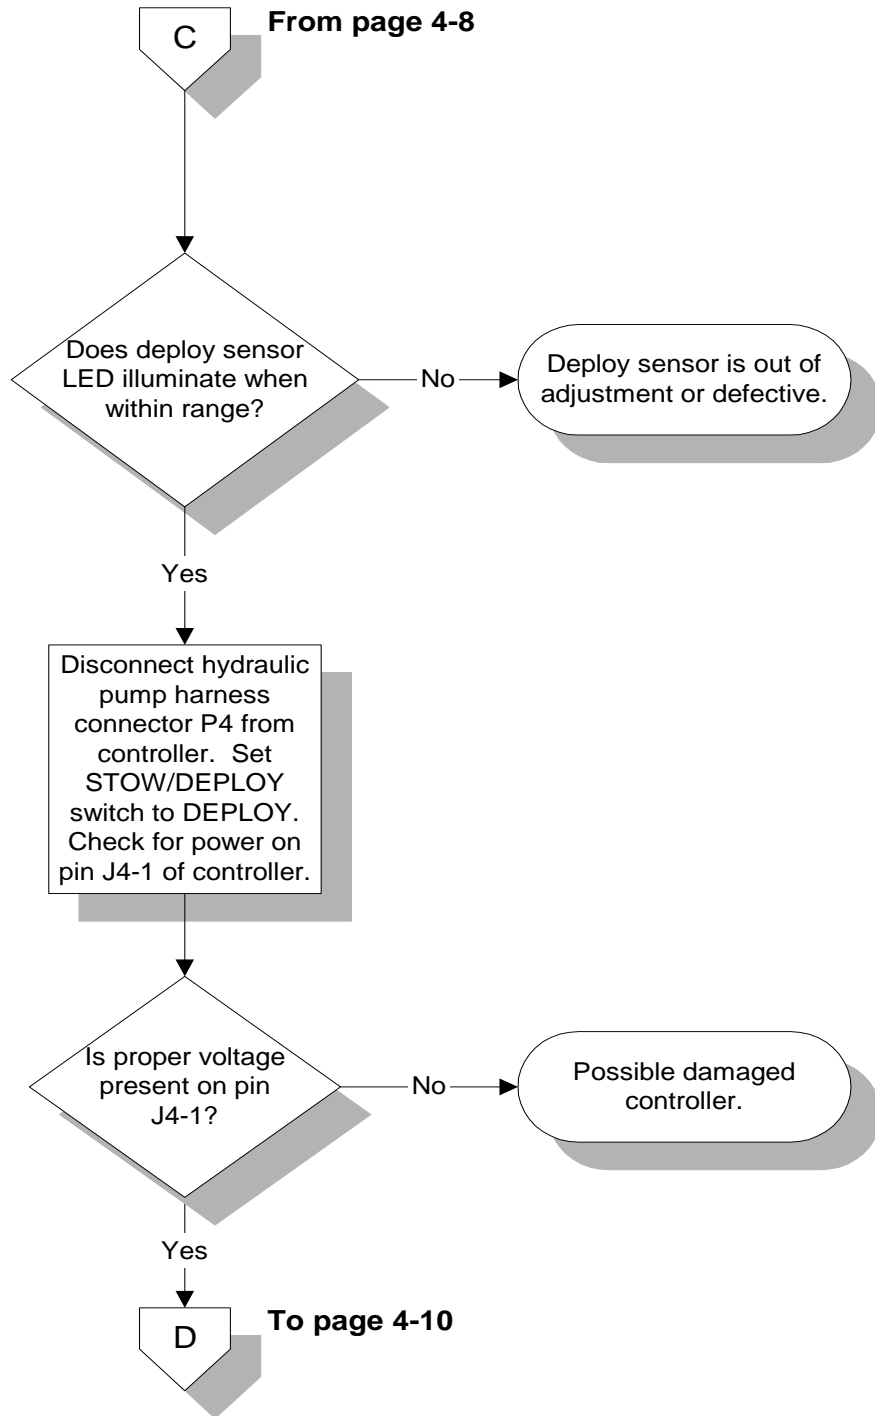 C
From page 4-8
Does deploy sensor
LED illuminate when
within range?
No
Deploy sensor is out of
adjustment or defective.
Yes
Disconnect hydraulic
pump harness
connector P4 from
controller.  Set
STOW/DEPLOY
switch to DEPLOY.
Check for power on
pin J4-1 of controller.
Is proper voltage
present on pin
J4-1?
No
Possible damaged
controller.
Yes
D
To page 4-10